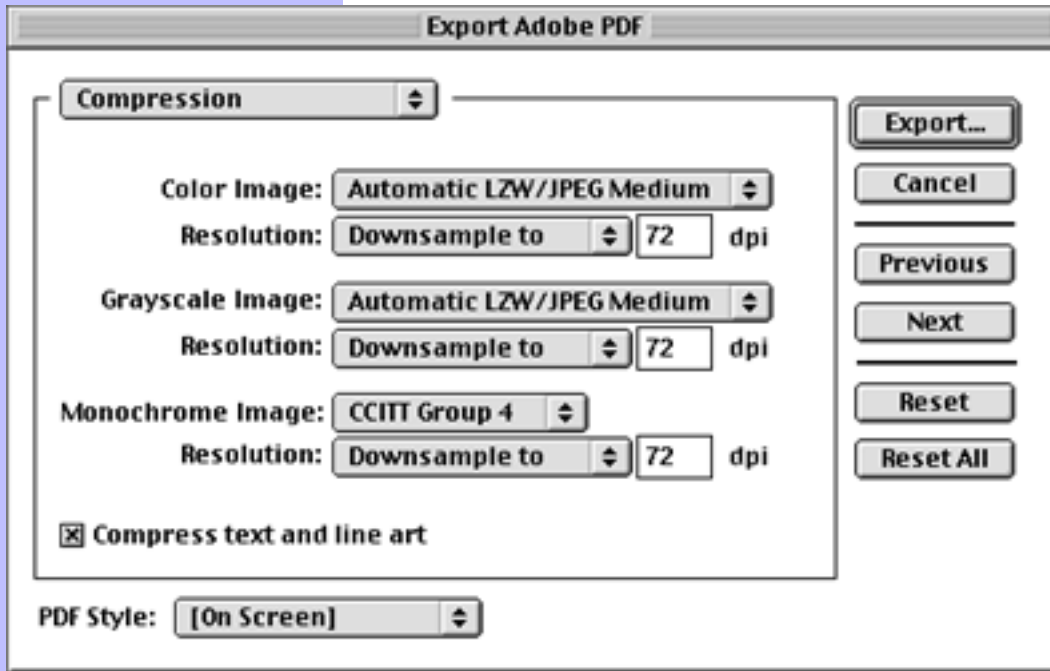 Export Adobe PDF
Compression
Color Image: Automatic LZW/JPEG Medium
Resolution: Downsample to 72 dpi
Grayscale Image: Automatic LZW/JPEG Medium
Resolution: Downsample to 72 dpi
Monochrome Image: CCITT Group 4
Resolution: Downsample to 72 dpi
Compress text and line art
PDF Style: [On Screen]
Export...
Cancel
Previous
Next
Reset
Reset All